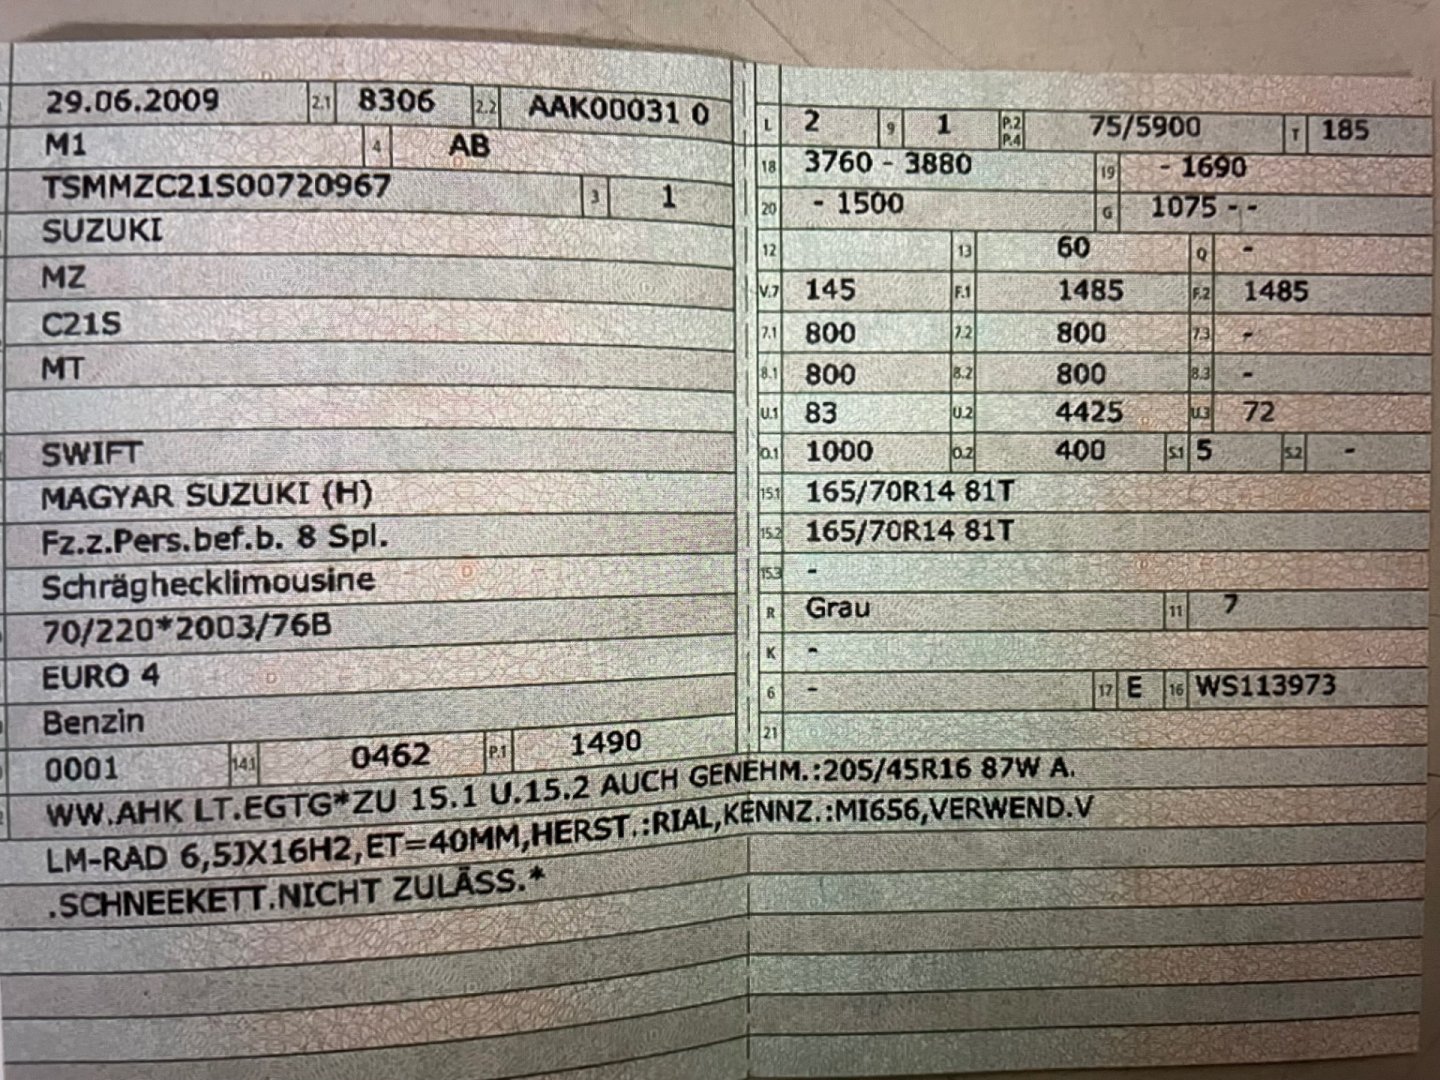 29.06.2009 2.1 8306 2.2 AAK00031 0
M1 4 AB
TSMMZC21S00720967 3 1
SUZUKI
MZ
C21S
MT
SWIFT
MAGYAR SUZUKI (H)
Fz.z.Pers.bef.b. 8 Spl.
Schräghecklimousine
70/220*2003/76B
EURO 4
Benzin
0001 14.1 0462 P.1 1490
L 2 9 1 P.2 P.4 75/5900 T 185
18 3760 - 3880 19 - 1690
20 - 1500 G 1075 - -
12 13 60 Q -
V.7 145 F.1 1485 F.2 1485
7.1 800 7.2 800 7.3 -
8.1 800 8.2 800 8.3 -
U.1 83 U.2 4425 U.3 72
O.1 1000 O.2 400 S.1 5 S.2 -
15.1 165/70R14 81T
15.2 165/70R14 81T
15.3 -
R Grau 11 7
K -
6 - 17 E 16 WS113973
21
WW.AHK LT.EGTG*ZU 15.1 U.15.2 AUCH GENEHM.:205/45R16 87W A.
LM-RAD 6,5JX16H2,ET=40MM,HERST.:RIAL,KENNZ.:MI656,VERWEND.V
.SCHNEEKETT.NICHT ZULÄSS.*